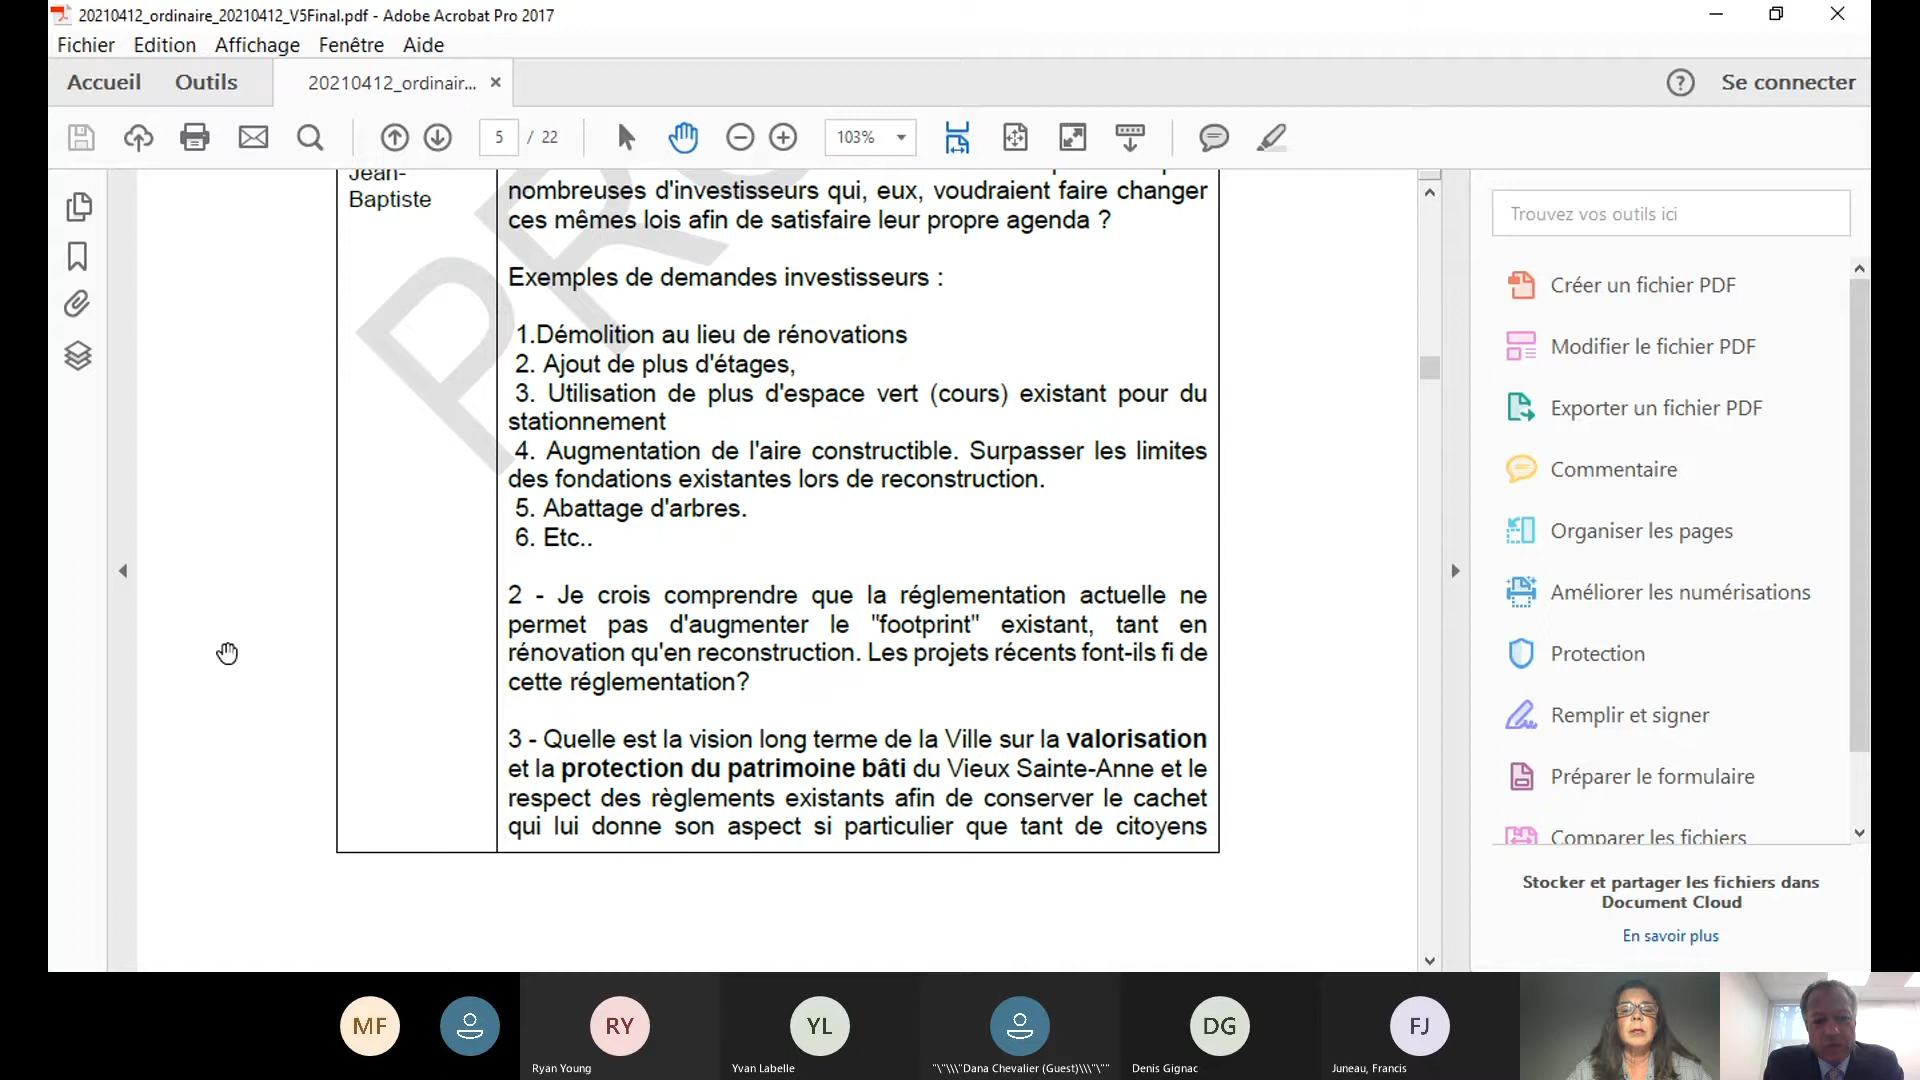 20210412_ordinaire_20210412_V5Final.pdf - Adobe Acrobat Pro 2017
Fichier Edition Affichage Fenêtre Aide
Accueil Outils 20210412_ordinair... × Se connecter
5 / 22 103%
Jean-
Baptiste
nombreuses d'investisseurs qui, eux, voudraient faire changer
ces mêmes lois afin de satisfaire leur propre agenda ?
Exemples de demandes investisseurs :
1.Démolition au lieu de rénovations
2. Ajout de plus d'étages,
3. Utilisation de plus d'espace vert (cours) existant pour du
stationnement
4. Augmentation de l'aire constructible. Surpasser les limites
des fondations existantes lors de reconstruction.
5. Abattage d'arbres.
6. Etc..
2 - Je crois comprendre que la réglementation actuelle ne
permet pas d'augmenter le "footprint" existant, tant en
rénovation qu'en reconstruction. Les projets récents font-ils fi de
cette réglementation?
3 - Quelle est la vision long terme de la Ville sur la valorisation
et la protection du patrimoine bâti du Vieux Sainte-Anne et le
respect des règlements existants afin de conserver le cachet
qui lui donne son aspect si particulier que tant de citoyens
Trouvez vos outils ici
Créer un fichier PDF
Modifier le fichier PDF
Exporter un fichier PDF
Commentaire
Organiser les pages
Améliorer les numérisations
Protection
Remplir et signer
Préparer le formulaire
Comparer les fichiers
Stocker et partager les fichiers dans
Document Cloud
En savoir plus
MF RY YL DG FJ
Ryan Young Yvan Labelle "\"\\\"Dana Chevalier (Guest)\\\"\"" Denis Gignac Juneau, Francis